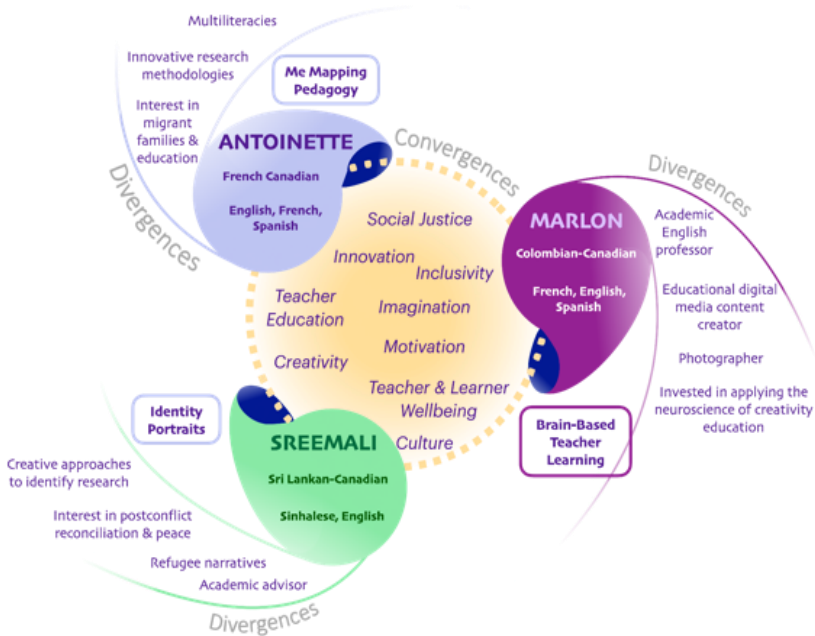 Multiliteracies
Innovative research
methodologies
Interest in
migrant
families &
education
Divergences
Me Mapping
Pedagogy
ANTOINETTE
French Canadian
English, French,
Spanish
Convergences
Social Justice
Innovation
Inclusivity
Teacher
Education
Imagination
Motivation
Creativity
Teacher & Learner
Wellbeing
Culture
Divergences
MARLON
Colombian-Canadian
French, English,
Spanish
Academic
English
professor
Educational digital
media content
creator
Photographer
Invested in applying the
neuroscience of creativity
education
Brain-Based
Teacher
Learning
Identity
Portraits
SREEMALI
Sri Lankan-Canadian
Sinhalese, English
Creative approaches
to identify research
Interest in postconflict
reconciliation & peace
Refugee narratives
Academic advisor
Divergences